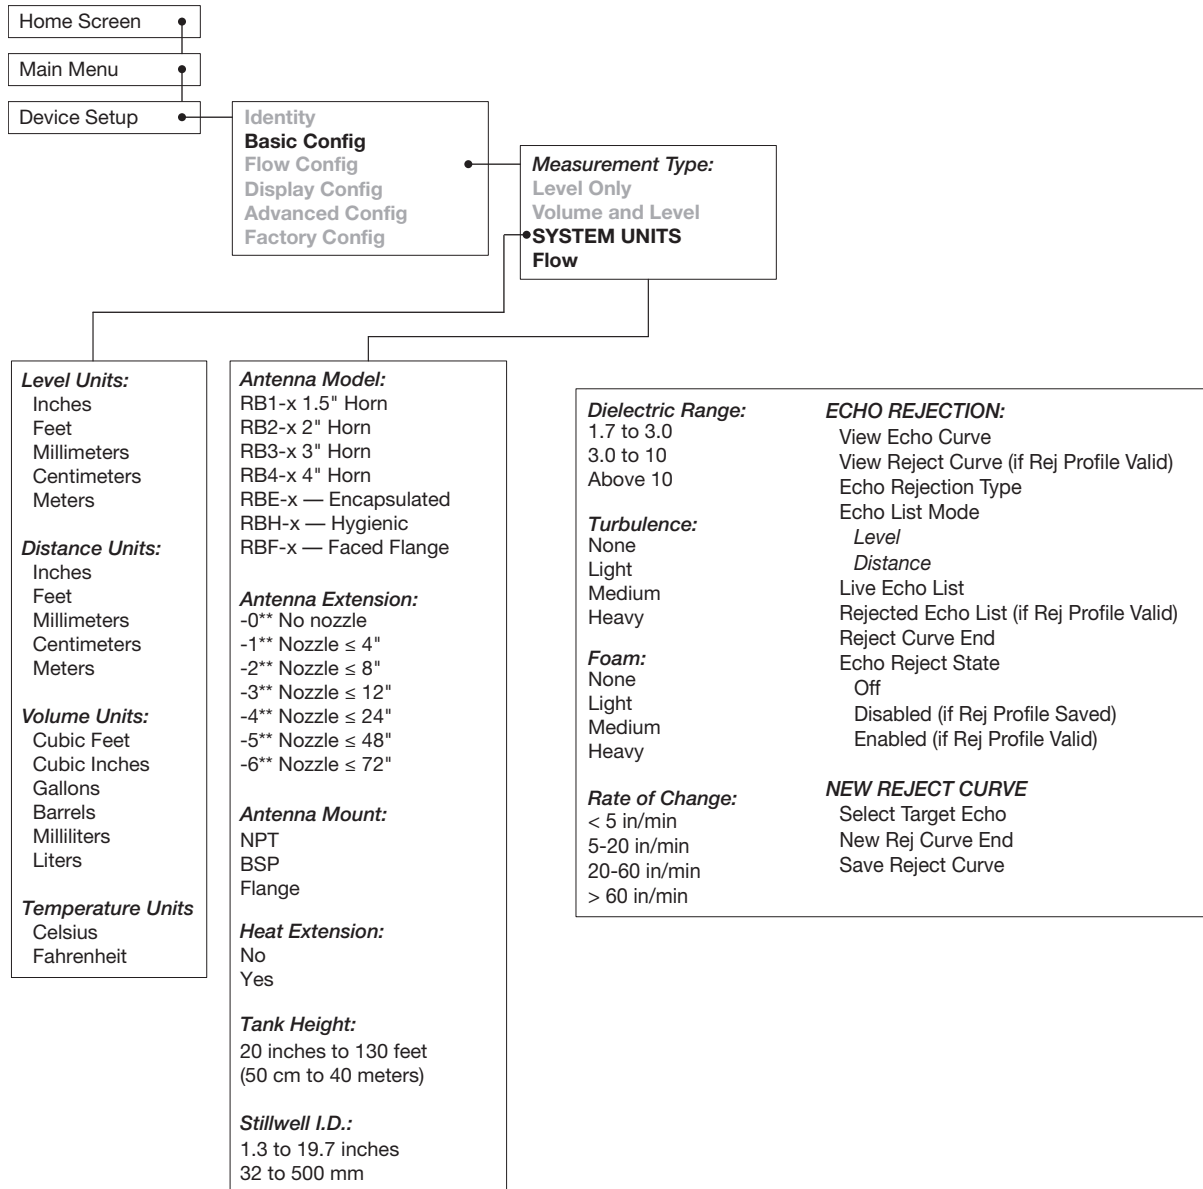 Home Screen
Main Menu
Device Setup
Identity
Basic Config
Flow Config
Display Config
Advanced Config
Factory Config
Measurement Type:
Level Only
Volume and Level
SYSTEM UNITS
Flow
Level Units:
Inches
Feet
Millimeters
Centimeters
Meters
Distance Units:
Inches
Feet
Millimeters
Centimeters
Meters
Volume Units:
Cubic Feet
Cubic Inches
Gallons
Barrels
Milliliters
Liters
Temperature Units
Celsius
Fahrenheit
Antenna Model:
RB1-x 1.5" Horn
RB2-x 2" Horn
RB3-x 3" Horn
RB4-x 4" Horn
RBE-x — Encapsulated
RBH-x — Hygienic
RBF-x — Faced Flange
Antenna Extension:
-0** No nozzle
-1** Nozzle ≤ 4"
-2** Nozzle ≤ 8"
-3** Nozzle ≤ 12"
-4** Nozzle ≤ 24"
-5** Nozzle ≤ 48"
-6** Nozzle ≤ 72"
Antenna Mount:
NPT
BSP
Flange
Heat Extension:
No
Yes
Tank Height:
20 inches to 130 feet
(50 cm to 40 meters)
Stillwell I.D.:
1.3 to 19.7 inches
32 to 500 mm
Dielectric Range:
1.7 to 3.0
3.0 to 10
Above 10
Turbulence:
None
Light
Medium
Heavy
Foam:
None
Light
Medium
Heavy
Rate of Change:
< 5 in/min
5-20 in/min
20-60 in/min
> 60 in/min
ECHO REJECTION:
View Echo Curve
View Reject Curve (if Rej Profile Valid)
Echo Rejection Type
Echo List Mode
Level
Distance
Live Echo List
Rejected Echo List (if Rej Profile Valid)
Reject Curve End
Echo Reject State
Off
Disabled (if Rej Profile Saved)
Enabled (if Rej Profile Valid)
NEW REJECT CURVE
Select Target Echo
New Rej Curve End
Save Reject Curve